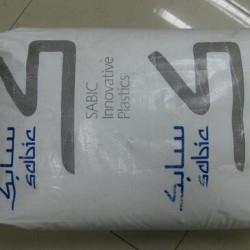 سابك
sabic
SABIC
Innovative
Plastics
سابك
sabic